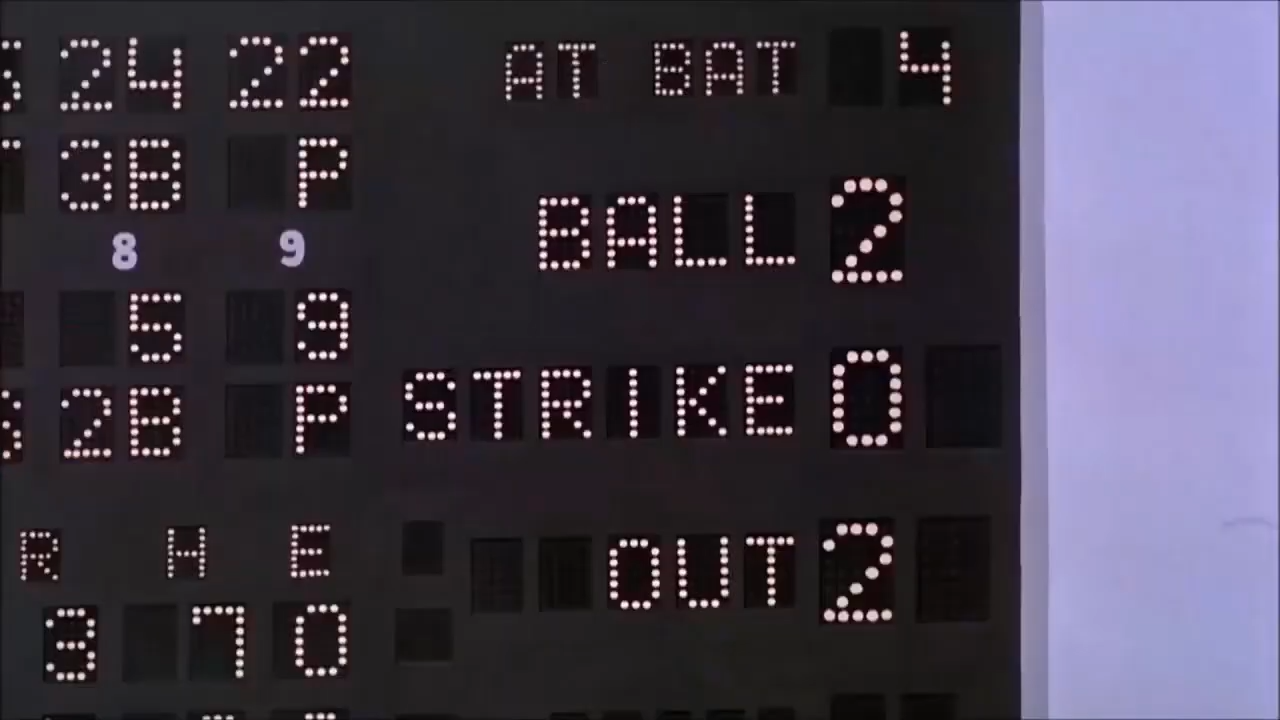 24 22 AT BAT 4
3B P
BALL 2
8 9
5 9
STRIKE 0
2B P
R H E
OUT 2
3 7 0